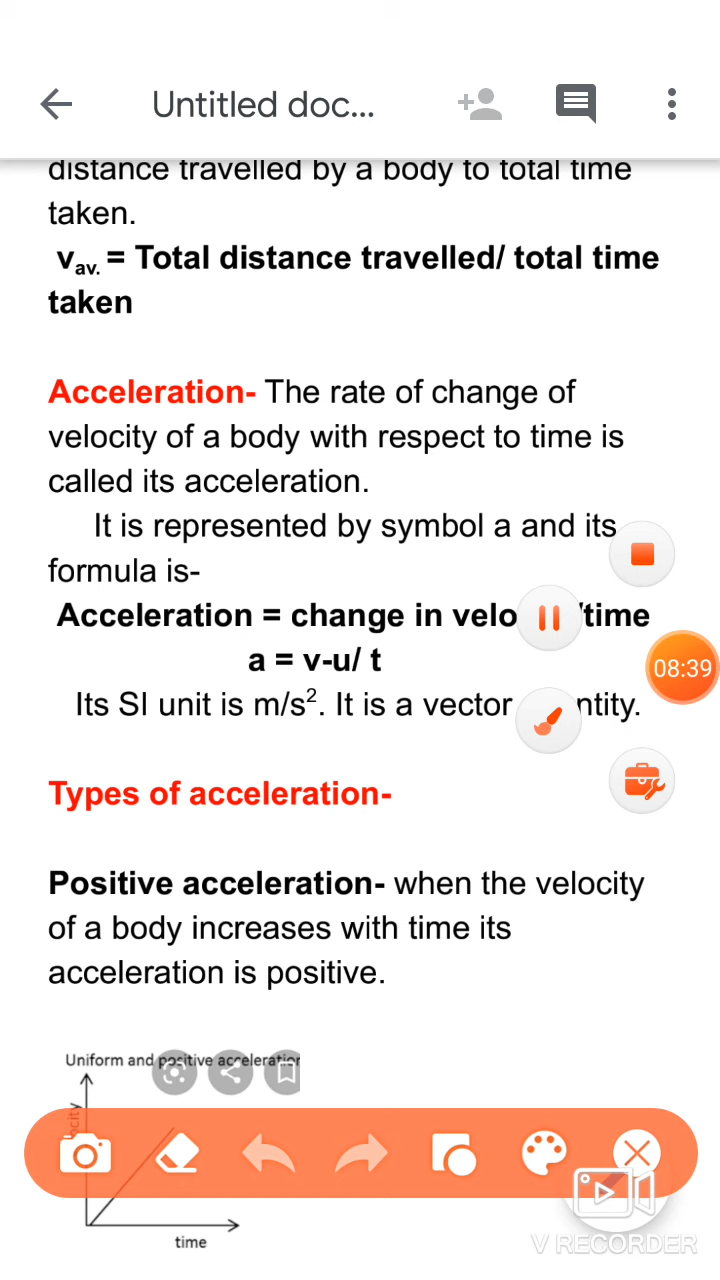 Untitled doc...
distance travelled by a body to total time
taken.
vav. = Total distance travelled/ total time
taken
Acceleration- The rate of change of
velocity of a body with respect to time is
called its acceleration.
It is represented by symbol a and its
formula is-
Acceleration = change in velo /time
a = v-u/ t
08:39
Its SI unit is m/s². It is a vector ntity.
Types of acceleration-
Positive acceleration- when the velocity
of a body increases with time its
acceleration is positive.
Uniform and positive acceleration
time
V RECORDER